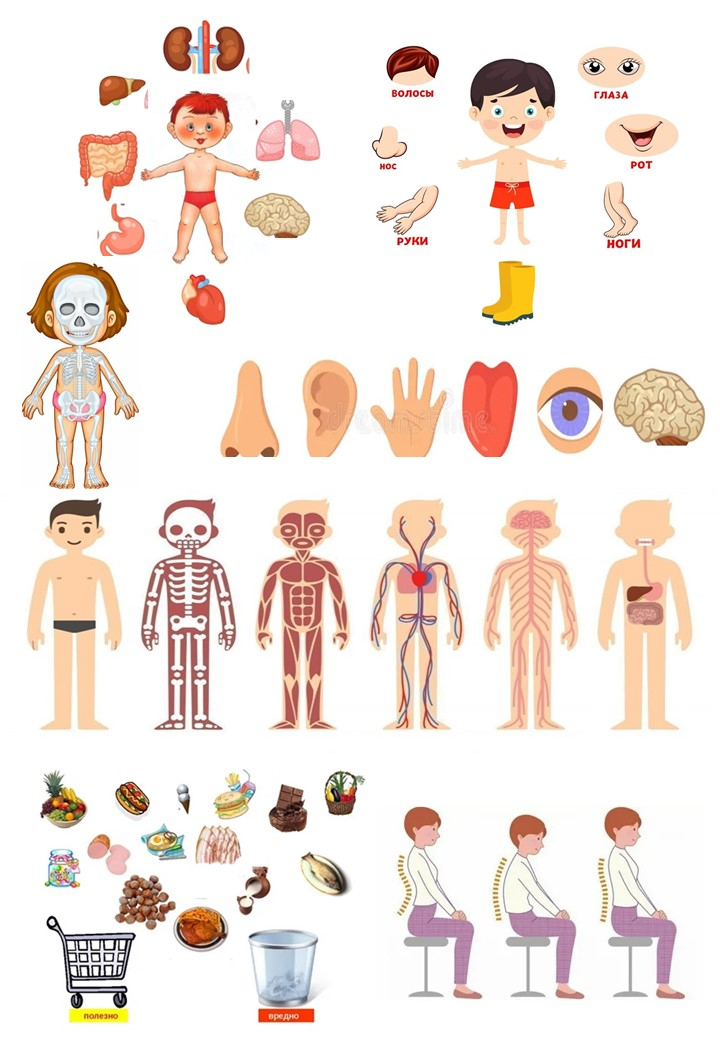 ВОЛОСЫ
ГЛАЗА
НОС
РОТ
РУКИ
НОГИ
полезно
вредно